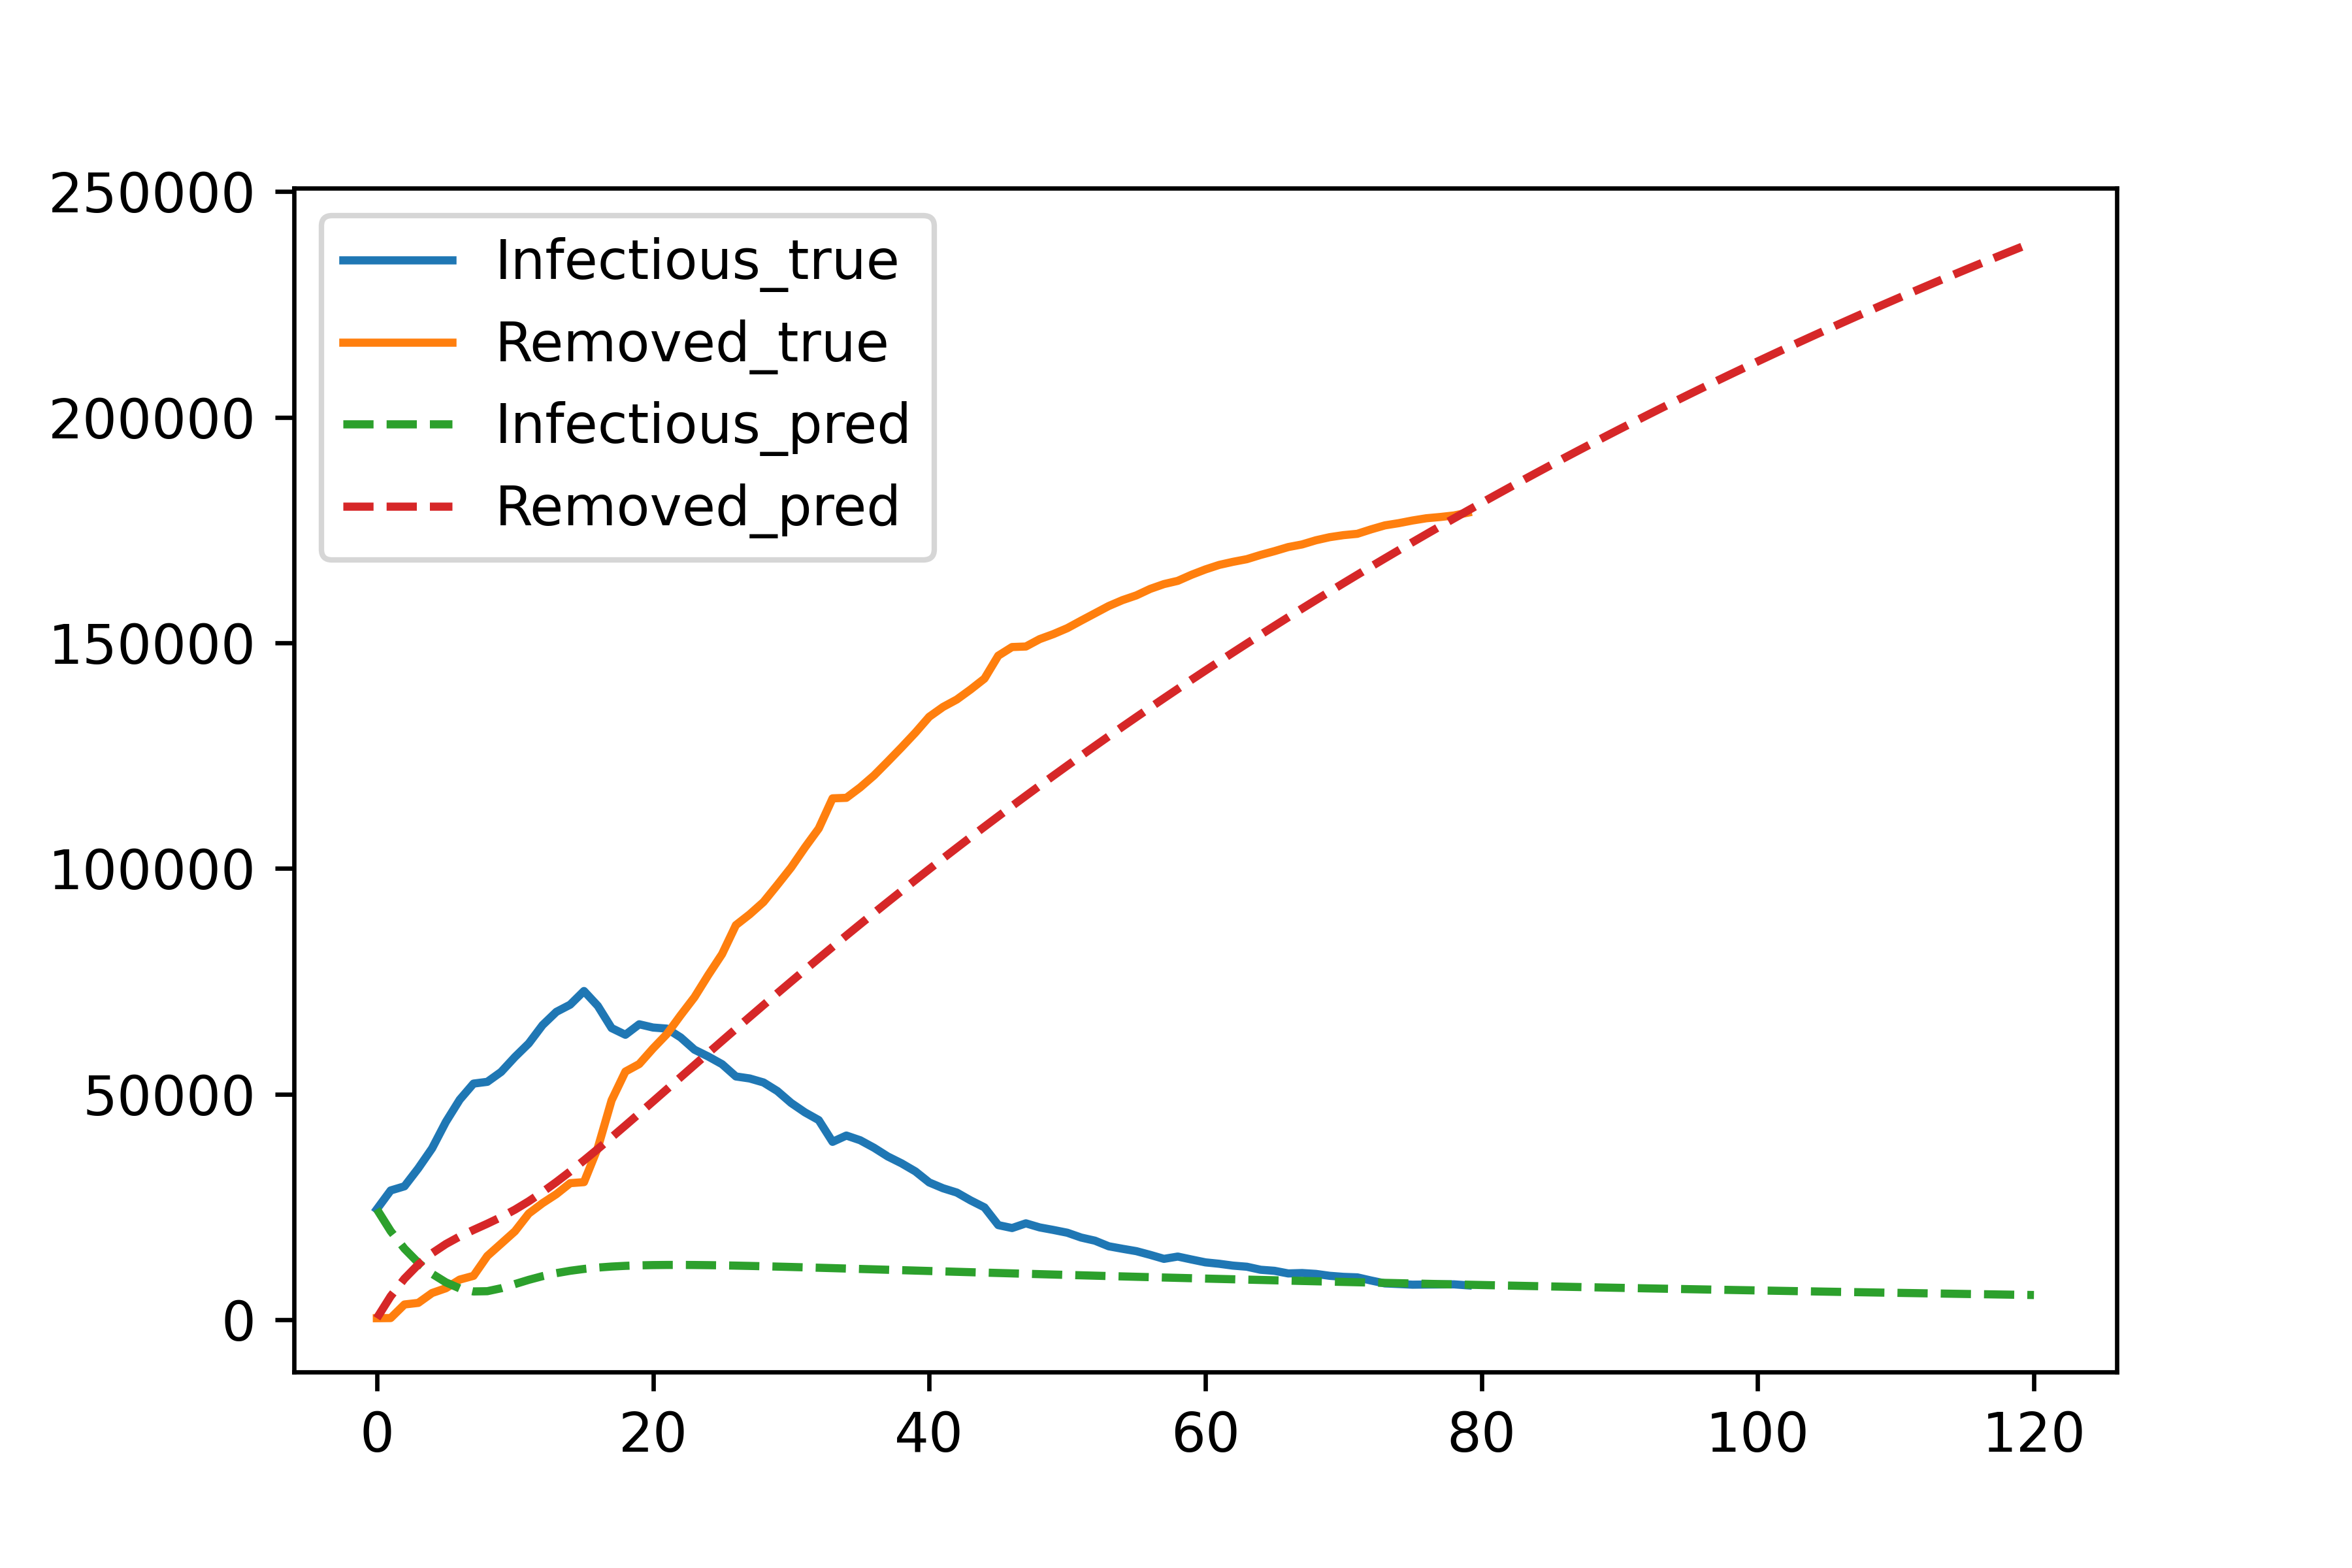 250000
200000
150000
100000
50000
0
Infectious_true
Removed_true
Infectious_pred
Removed_pred
0 20 40 60 80 100 120